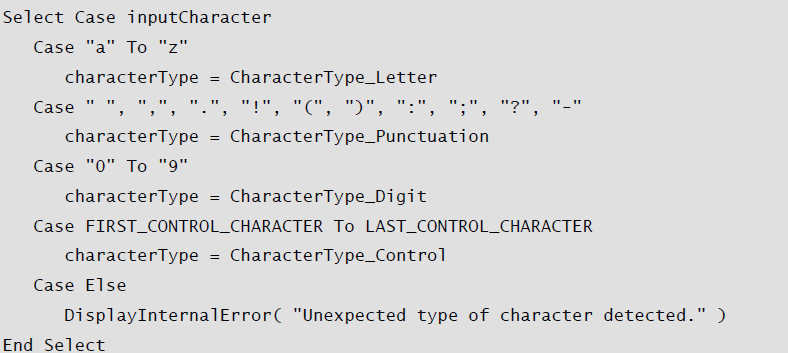 Select Case inputCharacter
   Case "a" To "z"
      characterType = CharacterType_Letter
   Case " ", ",", ".", "!", "(", ")", ":", ";", "?", "-"
      characterType = CharacterType_Punctuation
   Case "0" To "9"
      characterType = CharacterType_Digit
   Case FIRST_CONTROL_CHARACTER To LAST_CONTROL_CHARACTER
      characterType = CharacterType_Control
   Case Else
      DisplayInternalError( "Unexpected type of character detected." )
End Select